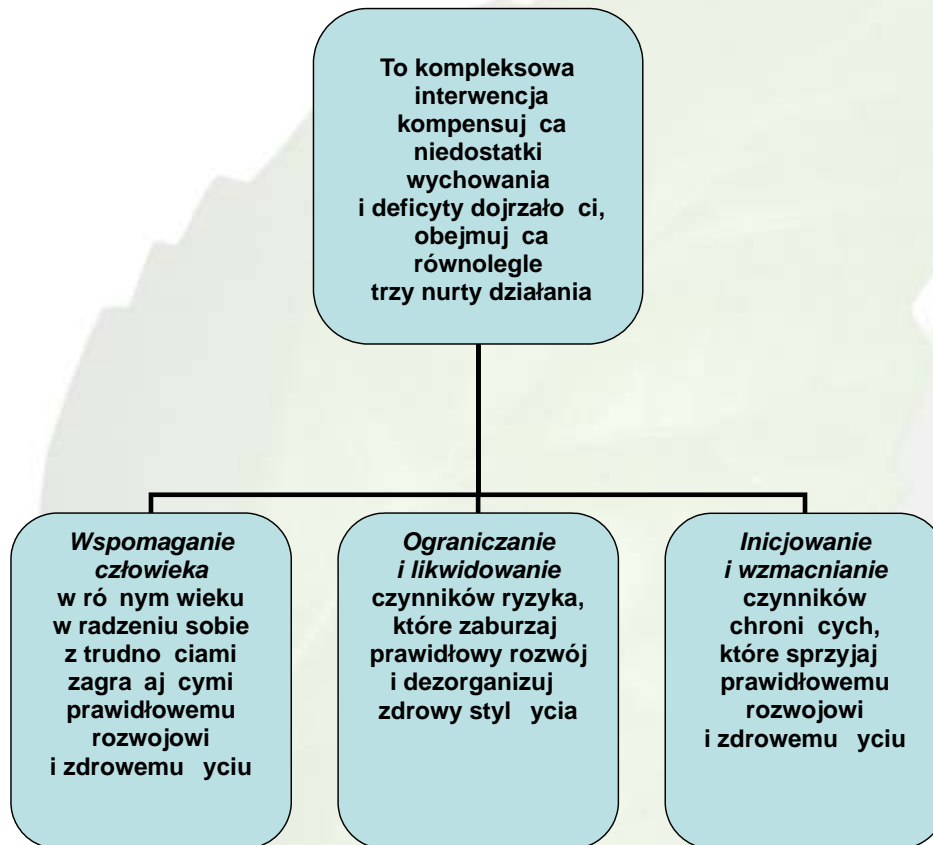 To kompleksowa
interwencja
kompensuj ca
niedostatki
wychowania
i deficyty dojrzało ci,
obejmuj ca
równolegle
trzy nurty działania
Wspomaganie
człowieka
w ró nym wieku
w radzeniu sobie
z trudno ciami
zagra aj cymi
prawidłowemu
rozwojowi
i zdrowemu yciu
Ograniczanie
i likwidowanie
czynników ryzyka,
które zaburzaj
prawidłowy rozwój
i dezorganizuj
zdrowy styl ycia
Inicjowanie
i wzmacnianie
czynników
chroni cych,
które sprzyjaj
prawidłowemu
rozwojowi
i zdrowemu yciu